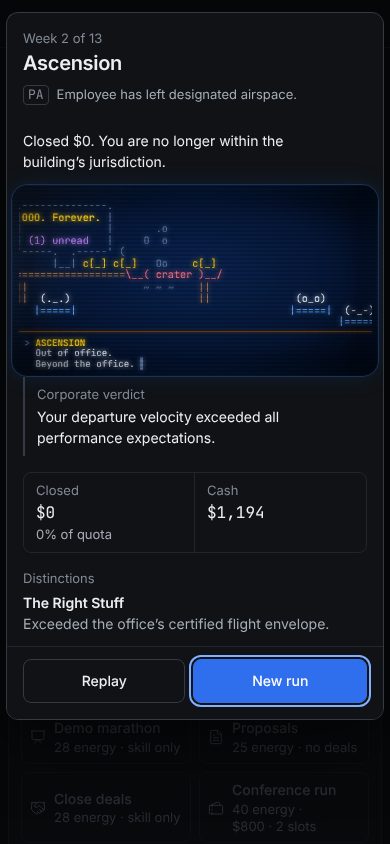 Week 2 of 13
Ascension
PA Employee has left designated airspace.
Closed $0. You are no longer within the
building’s jurisdiction.
000. Forever.
(1) unread
c[_] c[_] c[_]
\__( crater )__/
(._.) (o_o) (-_-)
|=====| |=====| |=====
> ASCENSION
Out of office.
Beyond the office.
Corporate verdict
Your departure velocity exceeded all
performance expectations.
Closed Cash
$0 $1,194
0% of quota
Distinctions
The Right Stuff
Exceeded the office’s certified flight envelope.
Replay New run
Demo marathon Proposals
28 energy · skill only 25 energy · no deals
Close deals Conference run
28 energy · skill only 40 energy ·
$800 · 2 slots